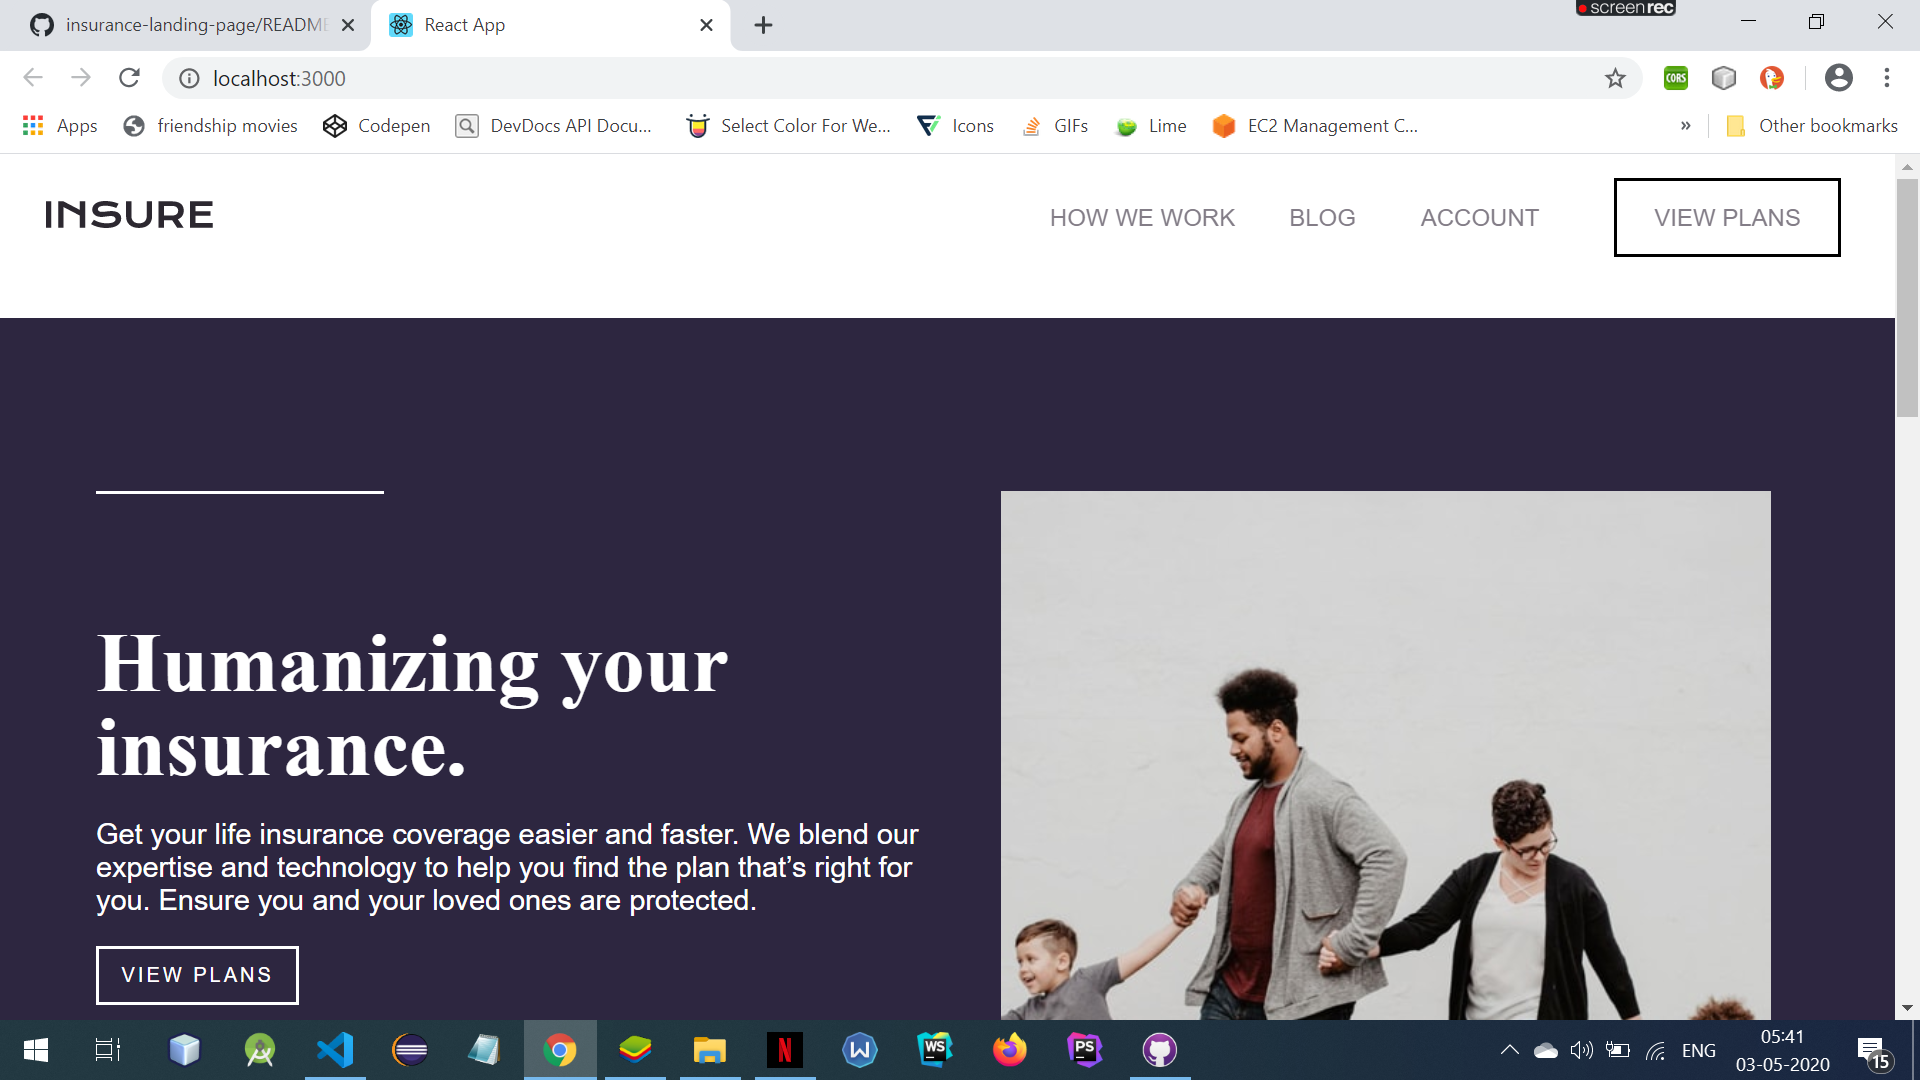 screenrec
insurance-landing-page/README
React App
localhost:3000
CORS
Apps
friendship movies
Codepen
DevDocs API Docu...
Select Color For We...
Icons
GIFs
Lime
EC2 Management C...
»
Other bookmarks
INSURE
HOW WE WORK
BLOG
ACCOUNT
VIEW PLANS
Humanizing your
insurance.
Get your life insurance coverage easier and faster. We blend our
expertise and technology to help you find the plan that’s right for
you. Ensure you and your loved ones are protected.
VIEW PLANS
N
W
WS
PS
ENG
05:41
03-05-2020
15